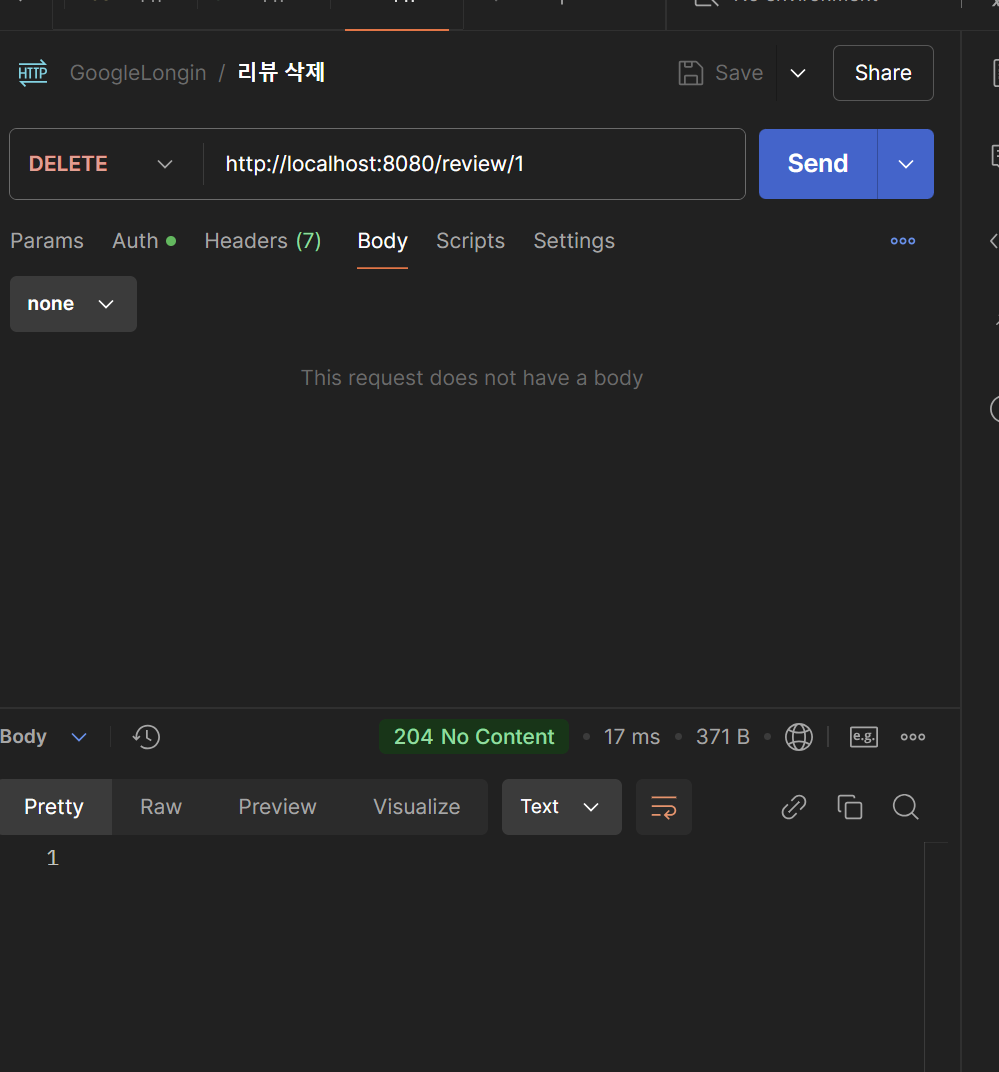 HTTP GoogleLongin / 리뷰 삭제 Save Share
DELETE http://localhost:8080/review/1 Send
Params Auth Headers (7) Body Scripts Settings
none
This request does not have a body
Body 204 No Content • 17 ms • 371 B e.g.
Pretty Raw Preview Visualize Text
1